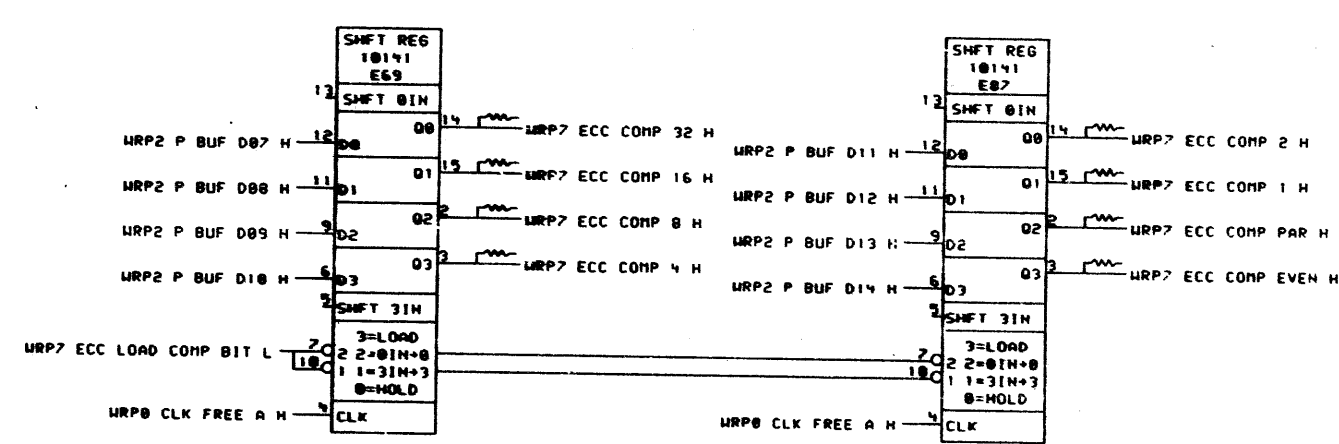 SHFT REG
10141
E69
13
SHFT 0IN
WRP2 P BUF D07 H
12
D0
Q0
14
WRP7 ECC COMP 32 H
WRP2 P BUF D08 H
11
D1
Q1
15
WRP7 ECC COMP 16 H
WRP2 P BUF D09 H
9
D2
Q2
2
WRP7 ECC COMP 8 H
WRP2 P BUF D10 H
6
D3
Q3
3
WRP7 ECC COMP 4 H
5
SHFT 3IN
3=LOAD
WRP7 ECC LOAD COMP BIT L
7
2 2=0IN→0
10
1 1=3IN→3
0=HOLD
WRP0 CLK FREE A H
4
CLK
SHFT REG
10141
E87
13
SHFT 0IN
WRP2 P BUF D11 H
12
D0
Q0
14
WRP7 ECC COMP 2 H
WRP2 P BUF D12 H
11
D1
Q1
15
WRP7 ECC COMP 1 H
WRP2 P BUF D13 H
9
D2
Q2
2
WRP7 ECC COMP PAR H
WRP2 P BUF D14 H
6
D3
Q3
3
WRP7 ECC COMP EVEN H
5
SHFT 3IN
3=LOAD
7
2 2=0IN→0
10
1 1=3IN→3
0=HOLD
WRP0 CLK FREE A H
4
CLK